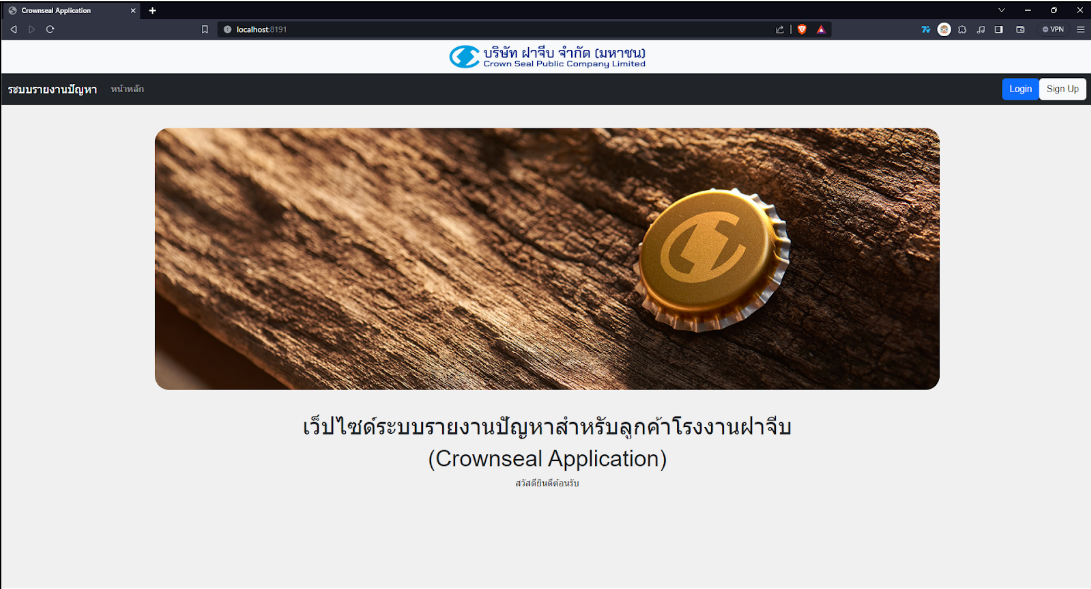 Crownseal Application
localhost:8191
VPN
บริษัท ฝาจีบ จำกัด (มหาชน)
Crown Seal Public Company Limited
ระบบรายงานปัญหา หน้าหลัก Login Sign Up
เว็ปไซด์ระบบรายงานปัญหาสำหรับลูกค้าโรงงานฝาจีบ
(Crownseal Application)
สวัสดียินดีต้อนรับ